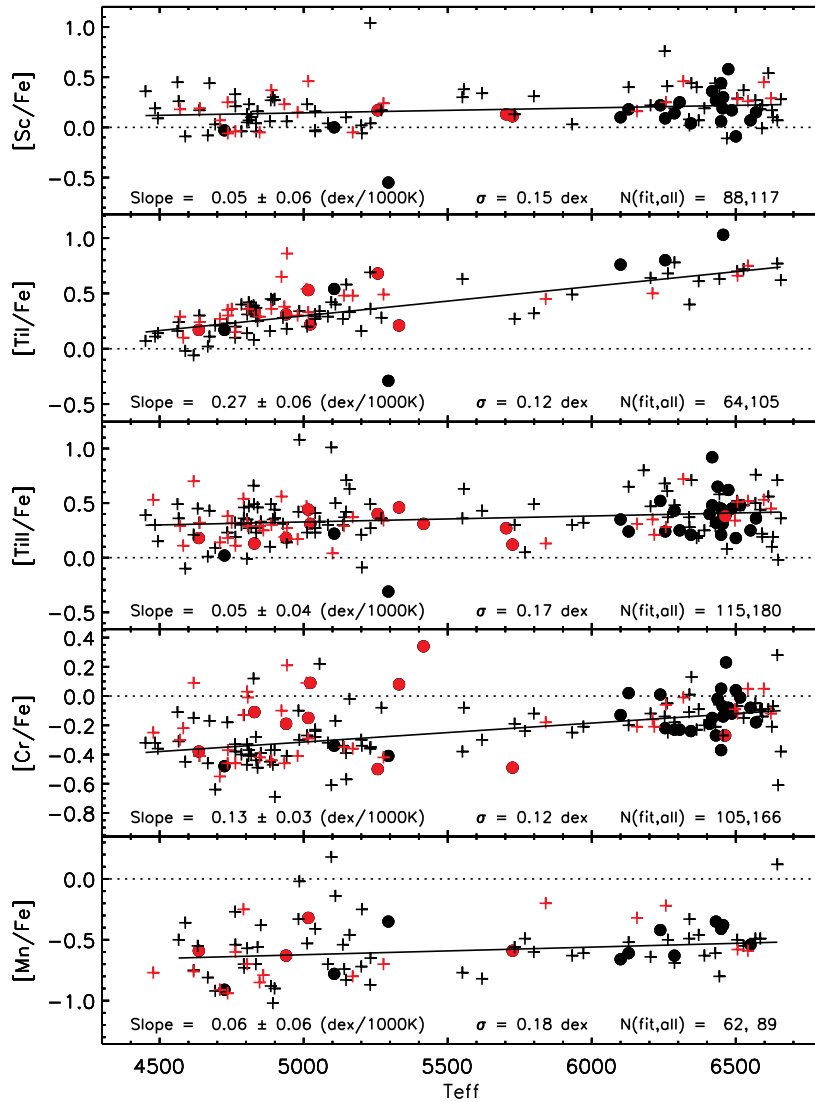 [Sc/Fe]
1.0
0.5
0.0
−0.5
Slope = 0.05 ± 0.06 (dex/1000K) σ = 0.15 dex N(fit,all) = 88,117
[TiI/Fe]
1.0
0.5
0.0
−0.5
Slope = 0.27 ± 0.06 (dex/1000K) σ = 0.12 dex N(fit,all) = 64,105
[TiII/Fe]
1.0
0.5
0.0
−0.5
Slope = 0.05 ± 0.04 (dex/1000K) σ = 0.17 dex N(fit,all) = 115,180
[Cr/Fe]
0.4
0.2
0.0
−0.2
−0.4
−0.6
−0.8
Slope = 0.13 ± 0.03 (dex/1000K) σ = 0.12 dex N(fit,all) = 105,166
[Mn/Fe]
0.0
−0.5
−1.0
Slope = 0.06 ± 0.06 (dex/1000K) σ = 0.18 dex N(fit,all) = 62, 89
4500 5000 5500 6000 6500
Teff